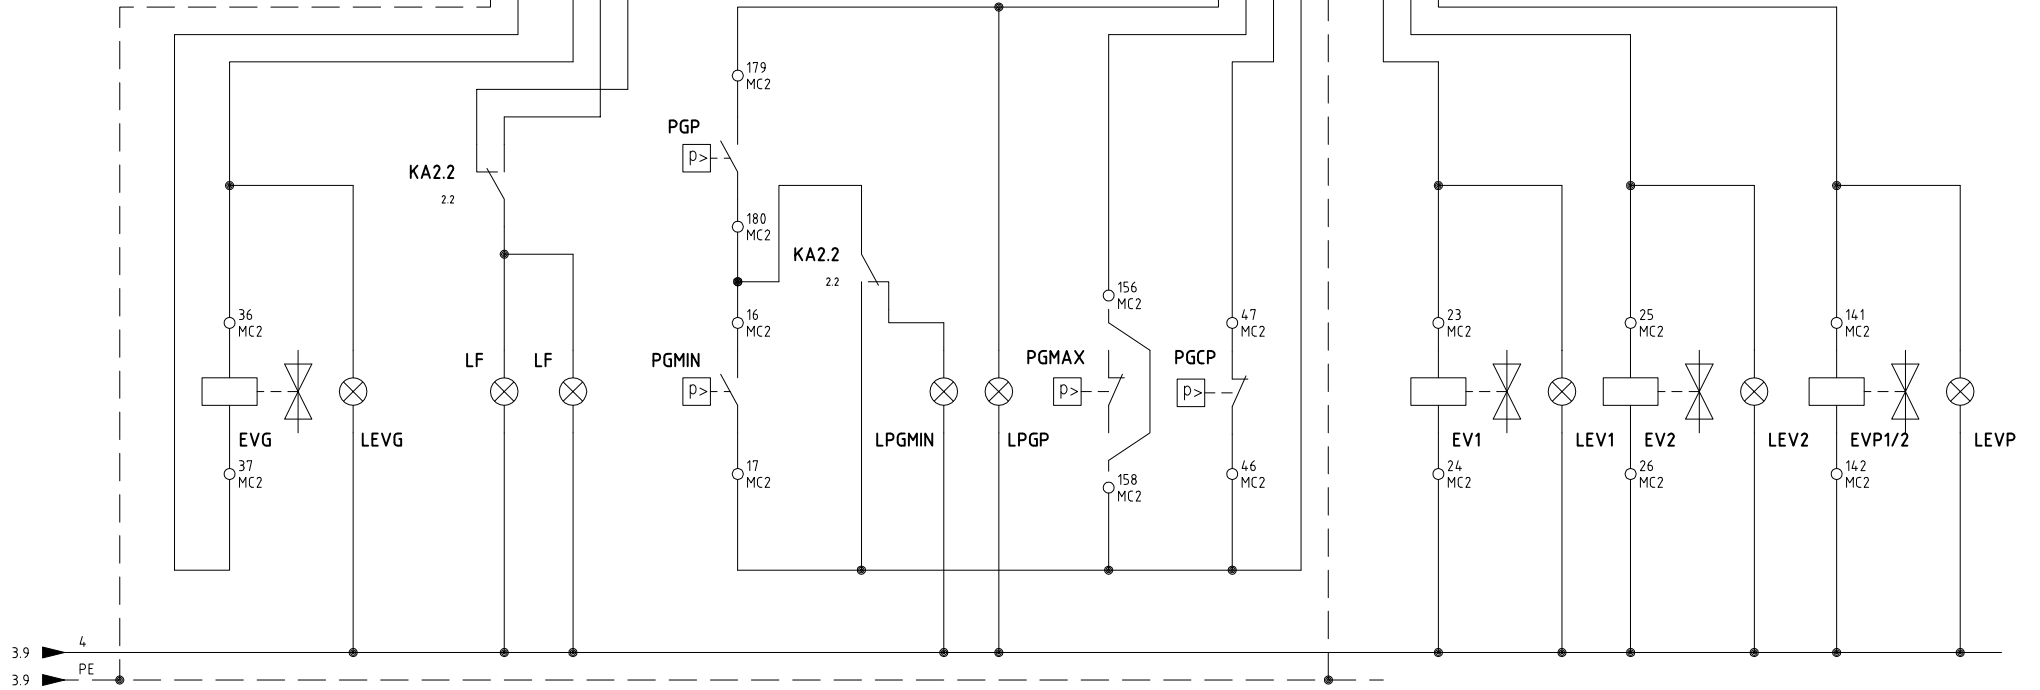 179
MC2
PGP
p>
KA2.2
2.2
180
MC2
KA2.2
2.2
36
MC2
16
MC2
156
MC2
47
MC2
23
MC2
25
MC2
141
MC2
LF
LF
PGMIN
p>
PGMAX
p>
PGCP
p>
EVG
LEVG
LPGMIN
LPGP
EV1
LEV1
EV2
LEV2
EVP1/2
LEVP
37
MC2
17
MC2
158
MC2
46
MC2
24
MC2
26
MC2
142
MC2
3.9
4
3.9
PE